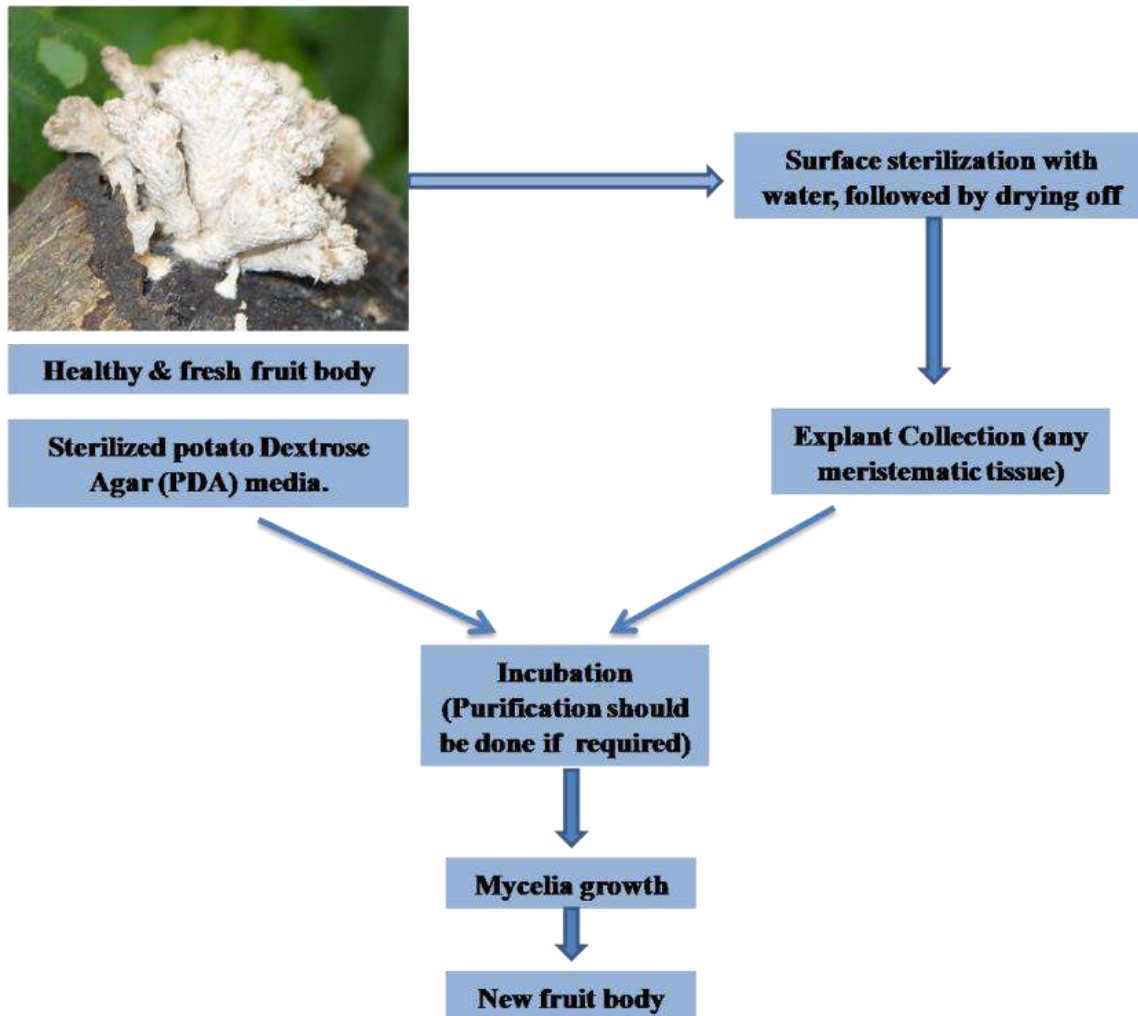 Surface sterilization with
water, followed by drying off
Healthy & fresh fruit body
Sterilized potato Dextrose
Agar (PDA) media.
Explant Collection (any
meristematic tissue)
Incubation
(Purification should
be done if required)
Mycelia growth
New fruit body